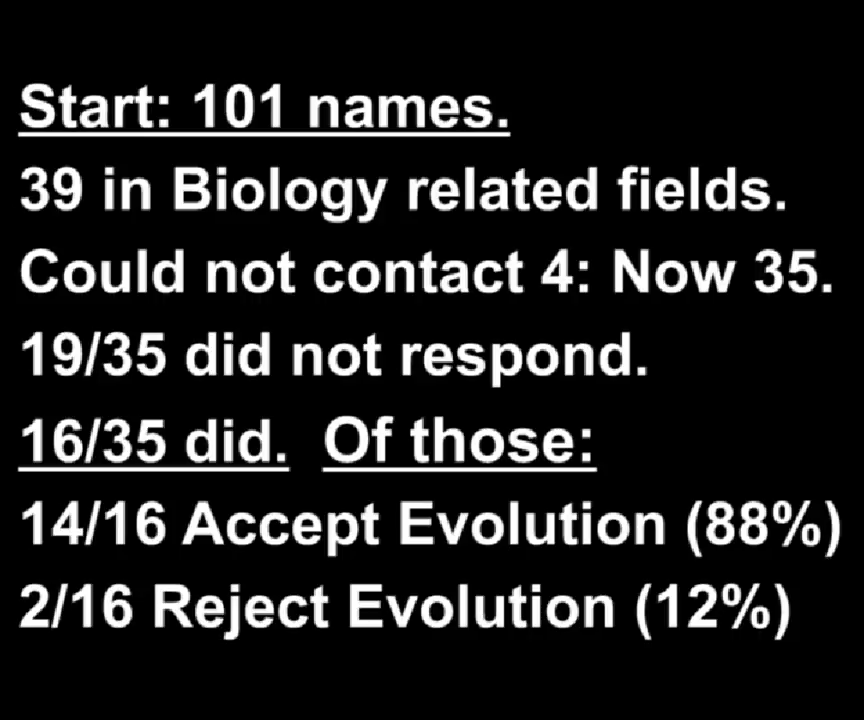 Start: 101 names.
39 in Biology related fields.
Could not contact 4: Now 35.
19/35 did not respond.
16/35 did.  Of those:
14/16 Accept Evolution (88%)
2/16 Reject Evolution (12%)